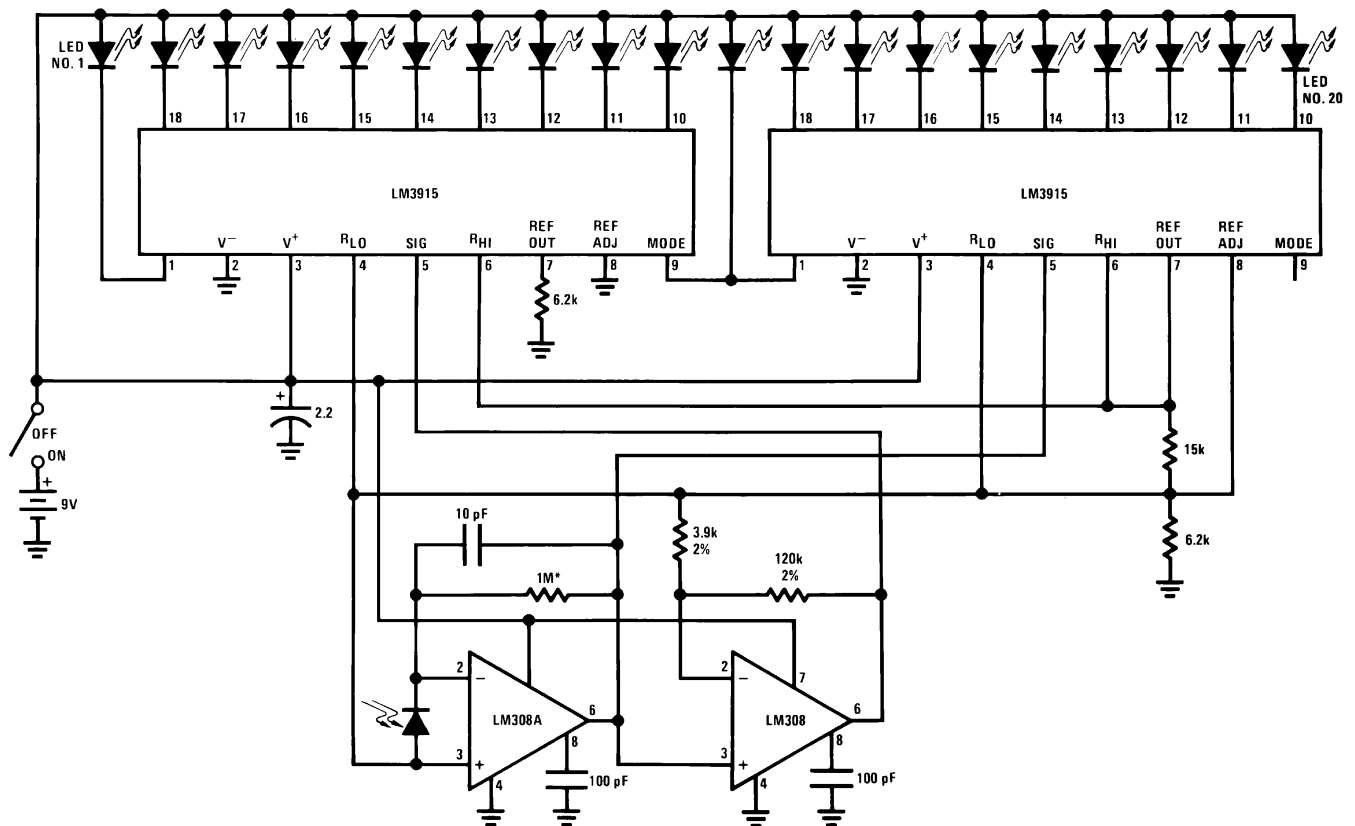 LED
NO. 1
LED
NO. 20
18 17 16 15 14 13 12 11 10
18 17 16 15 14 13 12 11 10
LM3915
LM3915
V− V+ RLO SIG RHI REF OUT REF ADJ MODE
V− V+ RLO SIG RHI REF OUT REF ADJ MODE
1 2 3 4 5 6 7 8 9
1 2 3 4 5 6 7 8 9
6.2k
+
2.2
OFF
ON
+
9V
15k
6.2k
10 pF
3.9k
2%
120k
2%
1M*
2
−
7
2
−
LM308A
6
LM308
6
3
+
8
3
+
8
4
100 pF
4
100 pF